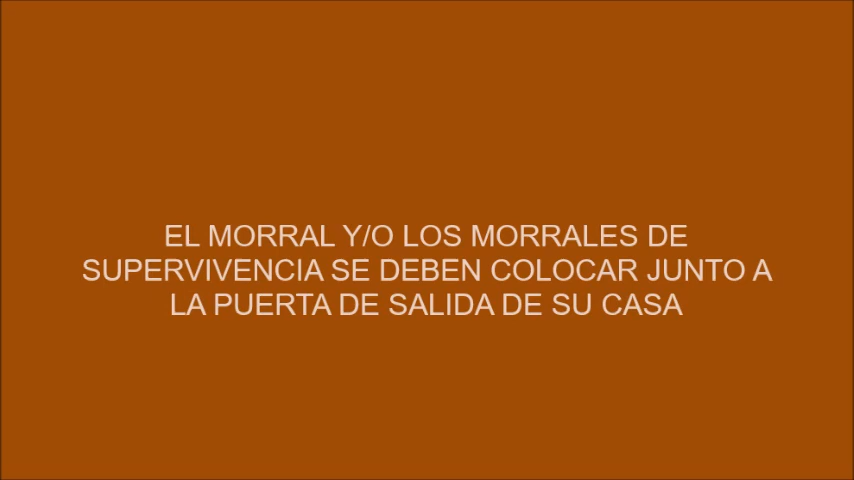 EL MORRAL Y/O LOS MORRALES DE
SUPERVIVENCIA SE DEBEN COLOCAR JUNTO A
LA PUERTA DE SALIDA DE SU CASA